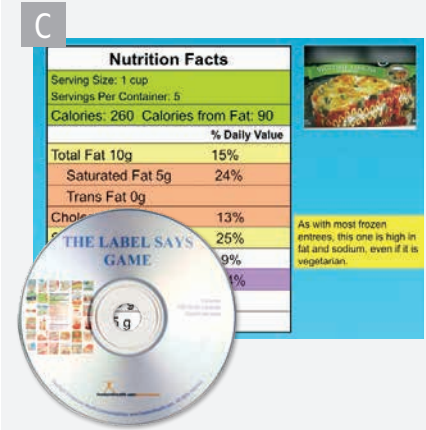 C
Nutrition Facts
Serving Size: 1 cup
Servings Per Container: 5
Calories: 260 Calories from Fat: 90
% Daily Value
Total Fat 10g 15%
Saturated Fat 5g 24%
Trans Fat 0g
Chole 13%
25%
9%
4%
As with most frozen
entrees, this one is high in
fat and sodium, even if it is
vegetarian.
THE LABEL SAYS
GAME
g